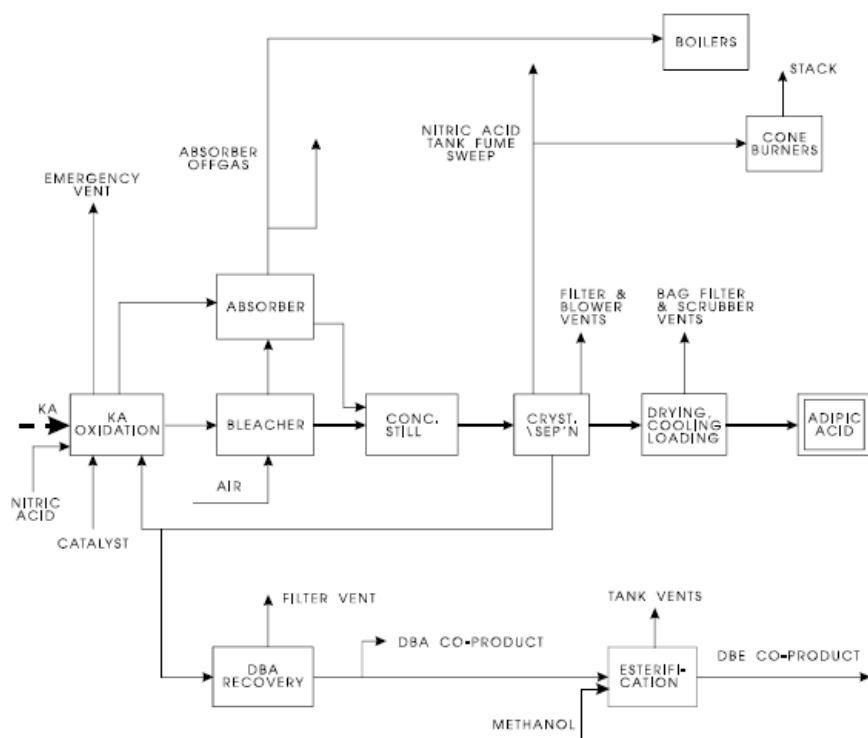 BOILERS
STACK
NITRIC ACID
TANK FUME
SWEEP
CONE
BURNERS
ABSORBER
OFFGAS
EMERGENCY
VENT
ABSORBER
FILTER &
BLOWER
VENTS
BAG FILTER
& SCRUBBER
VENTS
KA
KA
OXIDATION
BLEACHER
CONC.
STILL
CRYST.
\SEP'N
DRYING,
COOLING
LOADING
ADIPIC
ACID
AIR
NITRIC
ACID
CATALYST
FILTER VENT
TANK VENTS
DBA CO-PRODUCT
DBE CO-PRODUCT
DBA
RECOVERY
ESTERIFI-
CATION
METHANOL